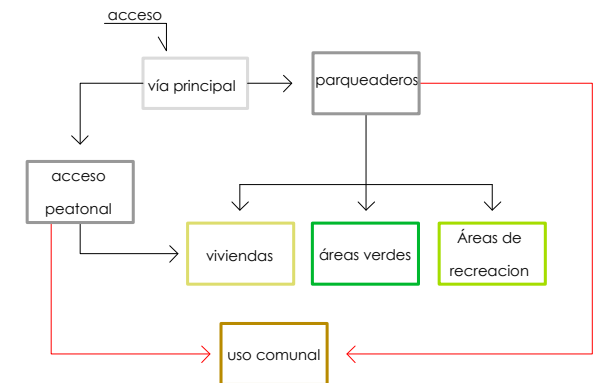 acceso
vía principal
parqueaderos
acceso
peatonal
viviendas
áreas verdes
Áreas de
recreacion
uso comunal